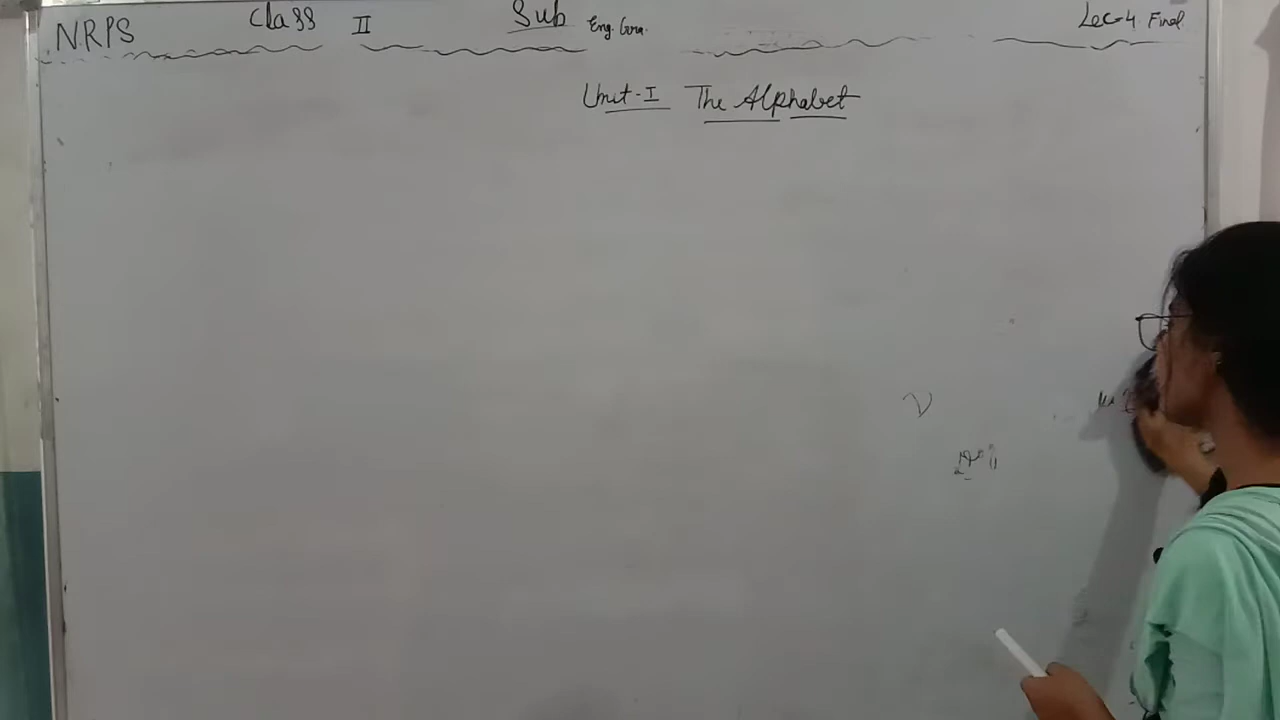 NRPS Class II Sub Eng. Gra. Lec-4 Final
Unit-I The Alphabet
V